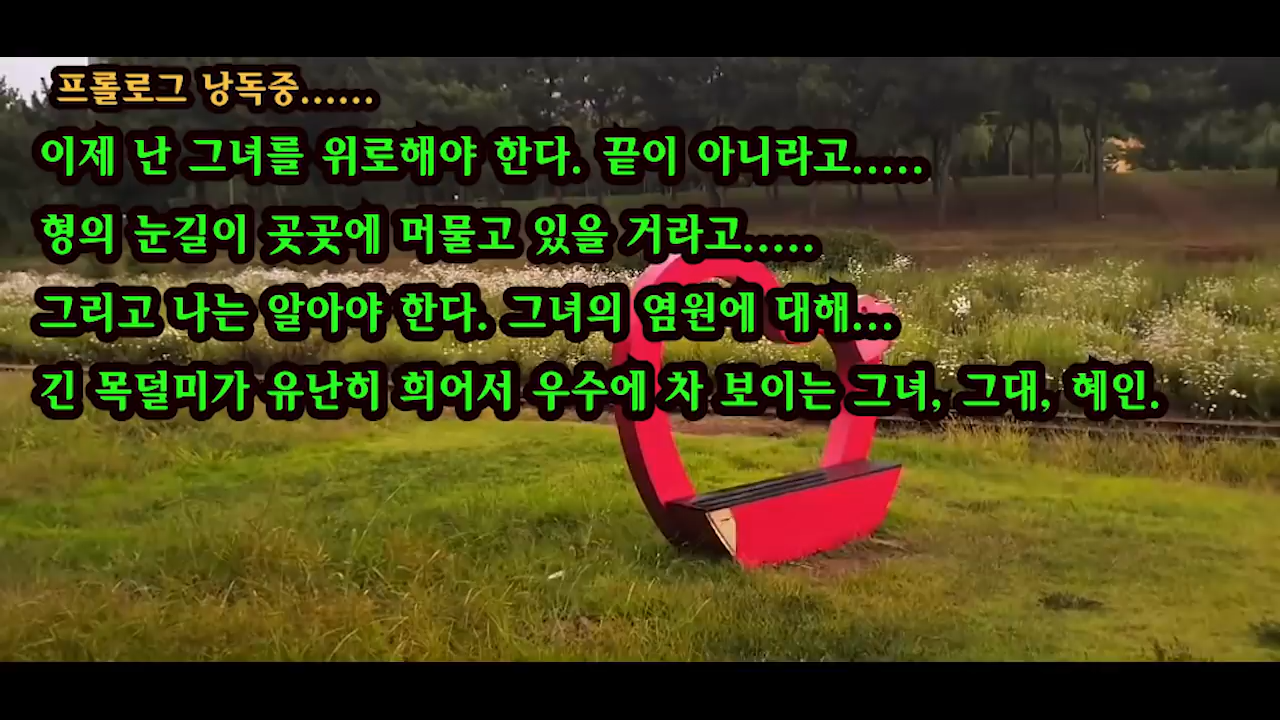 프롤로그 낭독중......
이제 난 그녀를 위로해야 한다. 끝이 아니라고.....
형의 눈길이 곳곳에 머물고 있을 거라고.....
그리고 나는 알아야 한다. 그녀의 염원에 대해...
긴 목덜미가 유난히 희어서 우수에 차 보이는 그녀, 그대, 혜인.